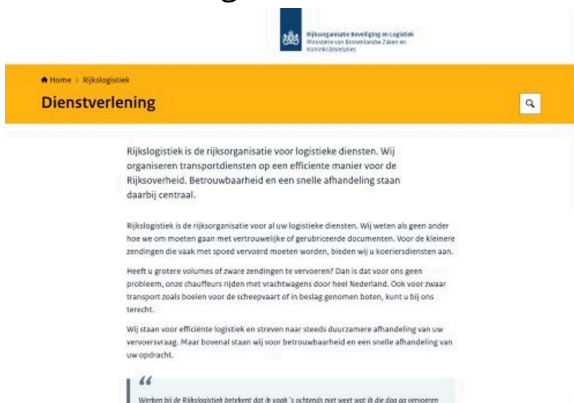 Rijksorganisatie Beveiliging en Logistiek
Ministerie van Binnenlandse Zaken en
Koninkrijksrelaties
Home › Rijkslogistiek
Dienstverlening
Rijkslogistiek is de rijksorganisatie voor logistieke diensten. Wij
organiseren transportdiensten op een efficiente manier voor de
Rijksoverheid. Betrouwbaarheid en een snelle afhandeling staan
daarbij centraal.
Rijkslogistiek is de rijksorganisatie voor al uw logistieke diensten. Wij weten als geen ander
hoe we om moeten gaan met vertrouwelijke of gerubriceerde documenten. Voor de kleinere
zendingen die vaak met spoed vervoerd moeten worden, bieden wij u koeriersdiensten aan.
Heeft u grotere volumes of zware zendingen te vervoeren? Dan is dat voor ons geen
probleem, onze chauffeurs rijden met vrachtwagens door heel Nederland. Ook voor zwaar
transport zoals boeien voor de scheepvaart of in beslag genomen boten, kunt u bij ons
terecht.
Wij staan voor efficiënte logistiek en streven naar steeds duurzamere afhandeling van uw
vervoersvraag. Maar bovenal staan wij voor betrouwbaarheid en een snelle afhandeling van
uw opdracht.
“
Werken bij de Rijkslogistiek betekent dat ik vaak 's ochtends niet weet wat ik die dag ga vervoeren